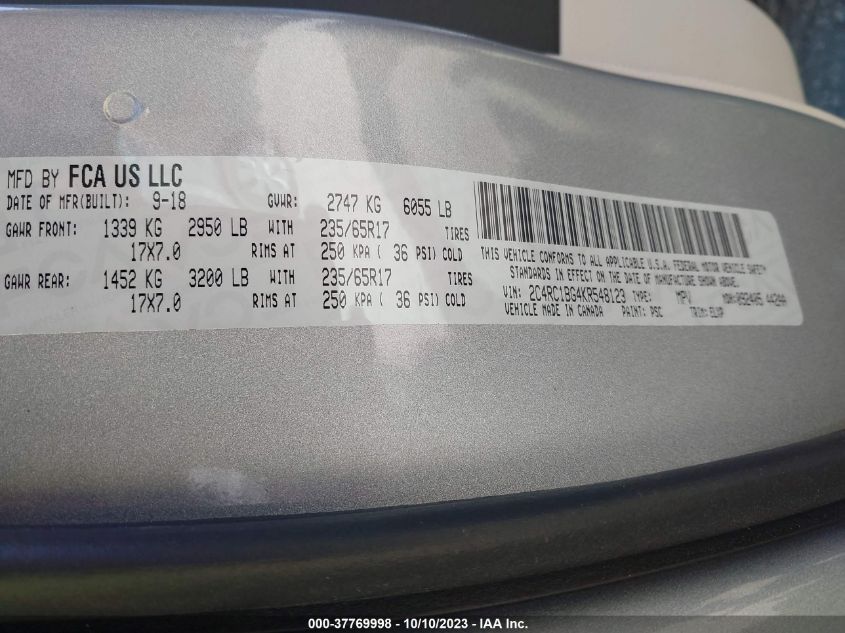 MFD BY FCA US LLC
DATE OF MFR(BUILT): 9-18 GVWR: 2747 KG 6055 LB
GAWR FRONT: 1339 KG 2950 LB WITH 235/65R17 TIRES
17X7.0 RIMS AT 250 KPA ( 36 PSI) COLD
GAWR REAR: 1452 KG 3200 LB WITH 235/65R17 TIRES
17X7.0 RIMS AT 250 KPA ( 36 PSI) COLD
THIS VEHICLE CONFORMS TO ALL APPLICABLE U.S.A. FEDERAL MOTOR VEHICLE SAFETY
STANDARDS IN EFFECT ON THE DATE OF MANUFACTURE SHOWN ABOVE.
VIN: 2C4RC1BG4KR548123 TYPE: MPV MDH: 092405 442AA
VEHICLE MADE IN CANADA PAINT: PSC TRIM:
000-37769998 - 10/10/2023 - IAA Inc.